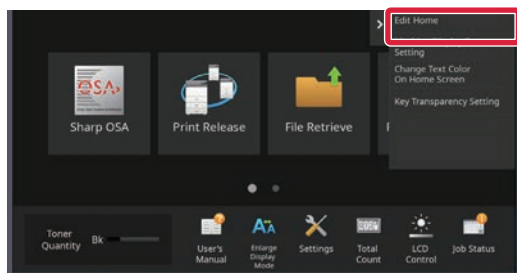 Edit Home
Setting
Change Text Color
On Home Screen
Key Transparency Setting
OSA
Sharp OSA
Print Release
File Retrieve
Toner
Quantity
Bk
User's
Manual
Enlarge
Display
Mode
Settings
Total
Count
LCD
Control
Job Status